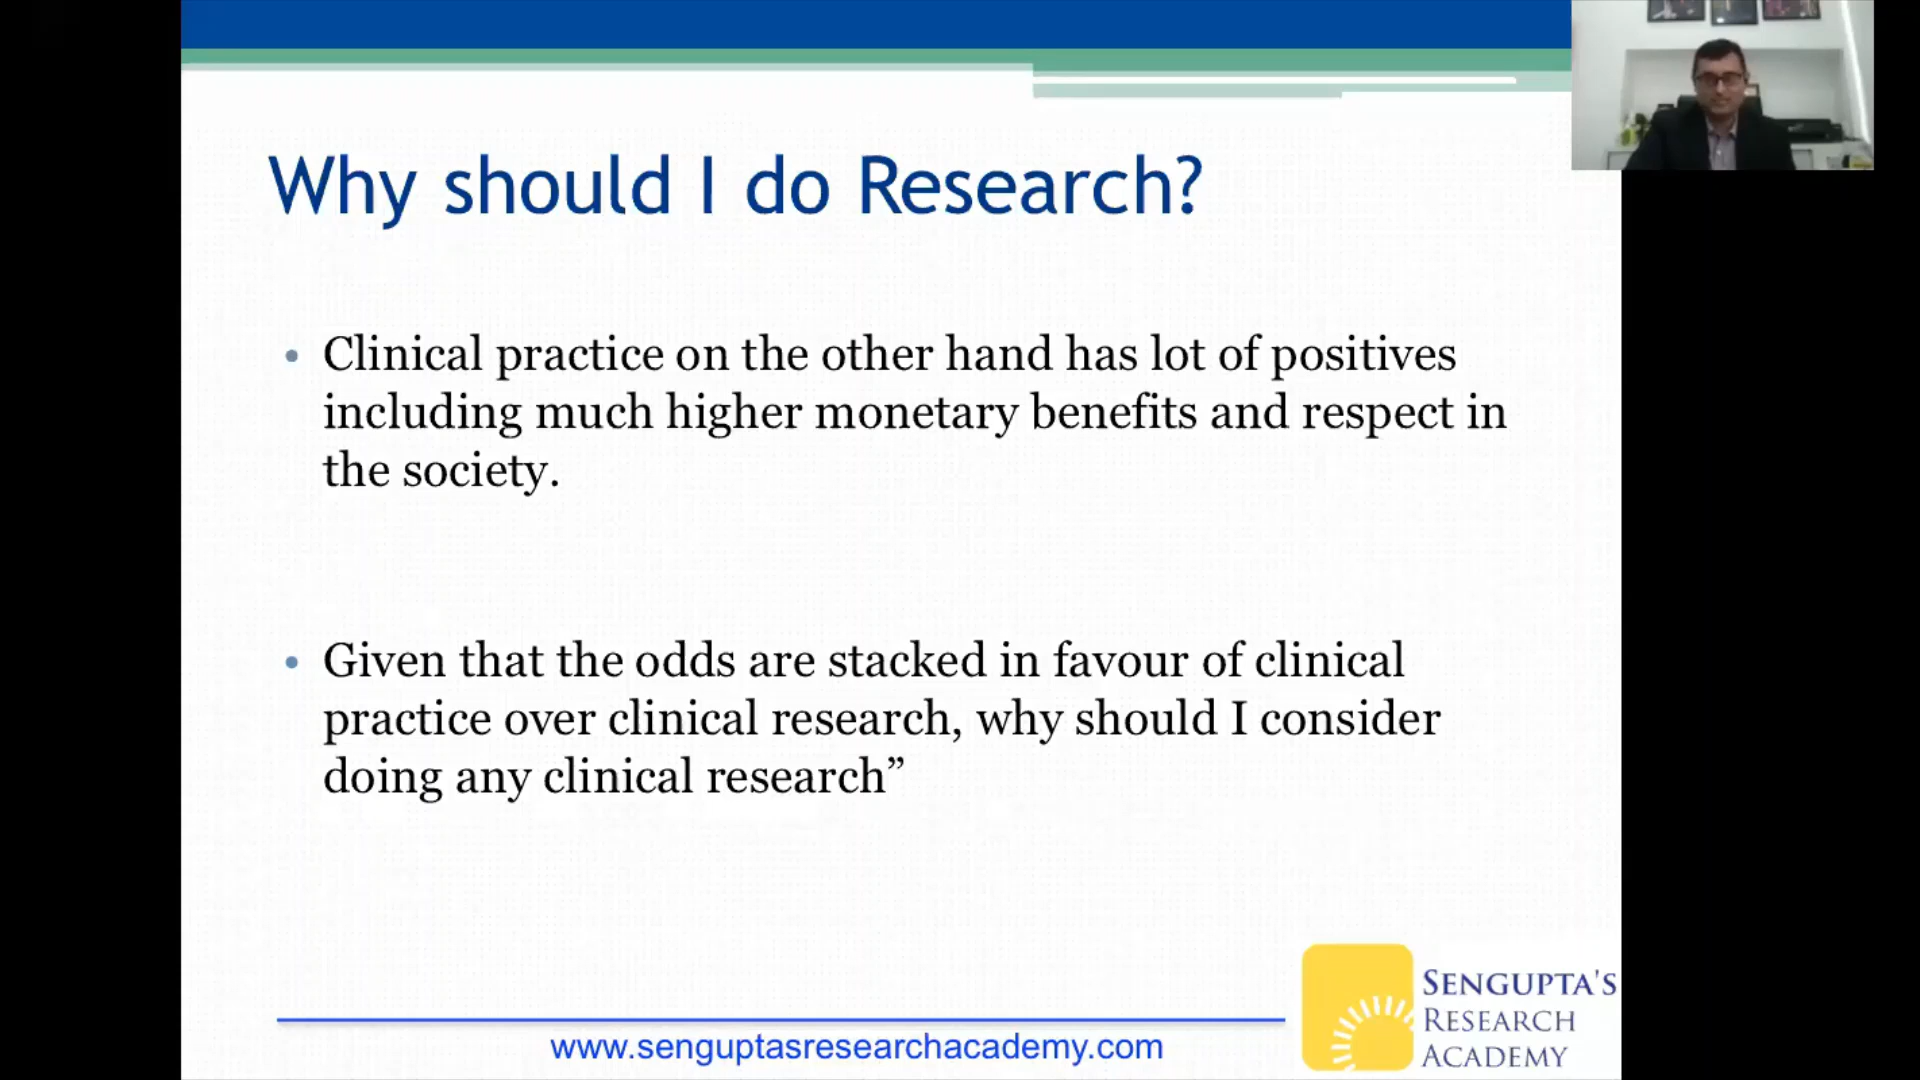 Why should I do Research?
• Clinical practice on the other hand has lot of positives
including much higher monetary benefits and respect in
the society.
• Given that the odds are stacked in favour of clinical
practice over clinical research, why should I consider
doing any clinical research”
www.senguptasresearchacademy.com
SENGUPTA'S
RESEARCH
ACADEMY